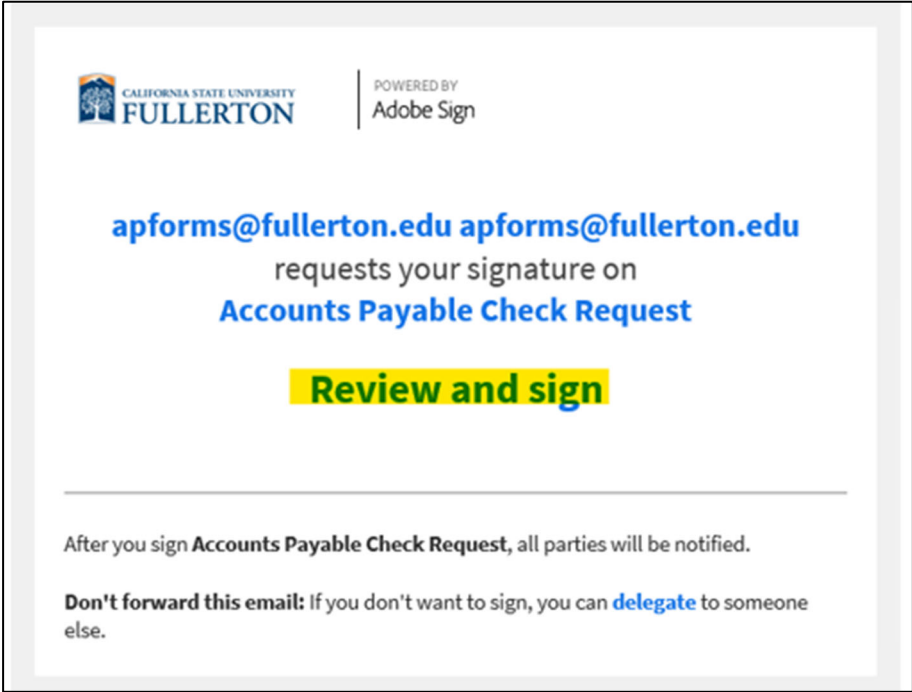 CALIFORNIA STATE UNIVERSITY
FULLERTON
POWERED BY
Adobe Sign
apforms@fullerton.edu apforms@fullerton.edu
requests your signature on
Accounts Payable Check Request
Review and sign
After you sign Accounts Payable Check Request, all parties will be notified.
Don't forward this email: If you don't want to sign, you can delegate to someone
else.